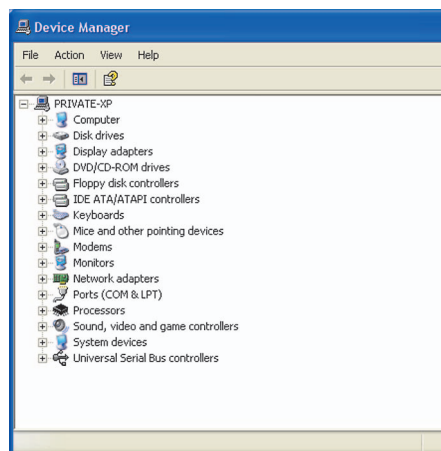 Device Manager
File Action View Help
PRIVATE-XP
Computer
Disk drives
Display adapters
DVD/CD-ROM drives
Floppy disk controllers
IDE ATA/ATAPI controllers
Keyboards
Mice and other pointing devices
Modems
Monitors
Network adapters
Ports (COM & LPT)
Processors
Sound, video and game controllers
System devices
Universal Serial Bus controllers